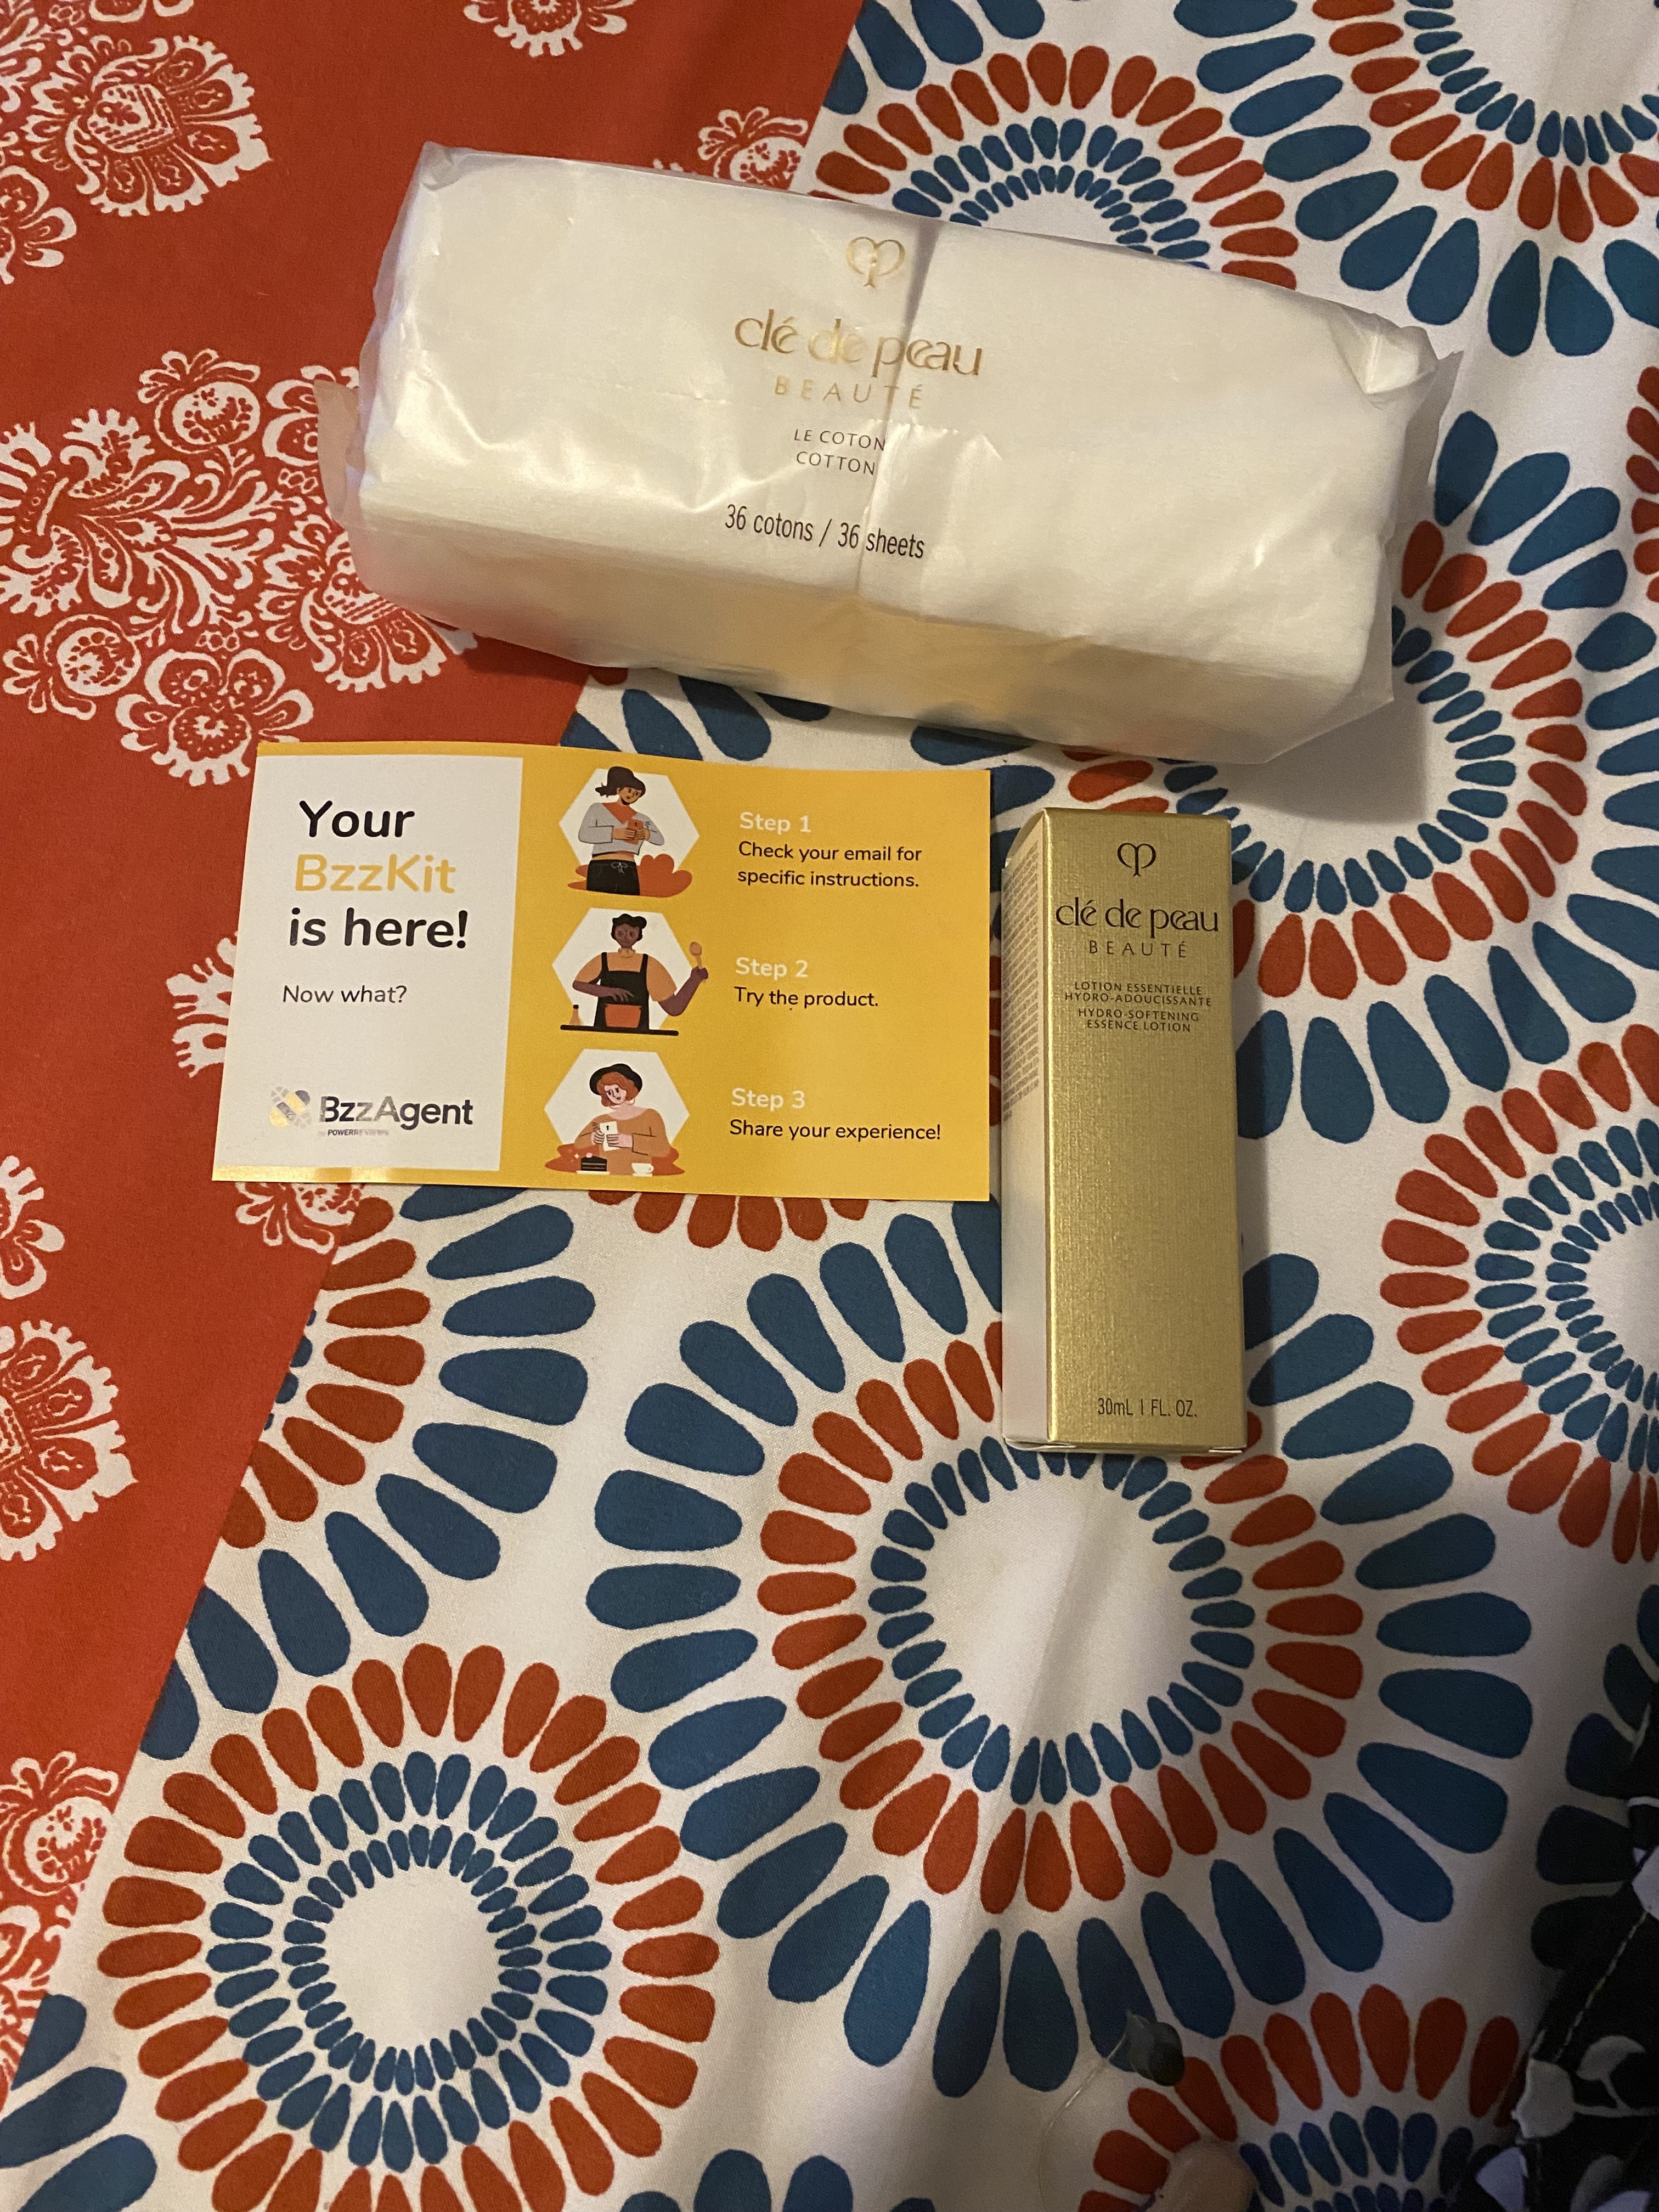 clé de peau
BEAUTÉ
LE COTON
COTTON
36 cotons / 36 sheets
Your
BzzKit
is here!
Now what?
BzzAgent
Step 1
Check your email for
specific instructions.
Step 2
Try the product.
Step 3
Share your experience!
clé de peau
BEAUTÉ
LOTION ESSENTIELLE
HYDRO-ADOUCISSANTE
HYDRO-SOFTENING
ESSENCE LOTION
30mL 1 FL. OZ.